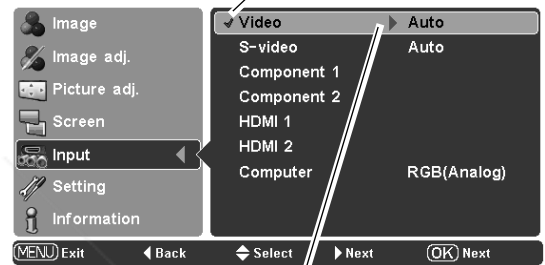 Image
Image adj.
Picture adj.
Screen
Input
Setting
Information
Video Auto
S-video Auto
Component 1
Component 2
HDMI 1
HDMI 2
Computer RGB(Analog)
MENU Exit Back Select Next OK Next